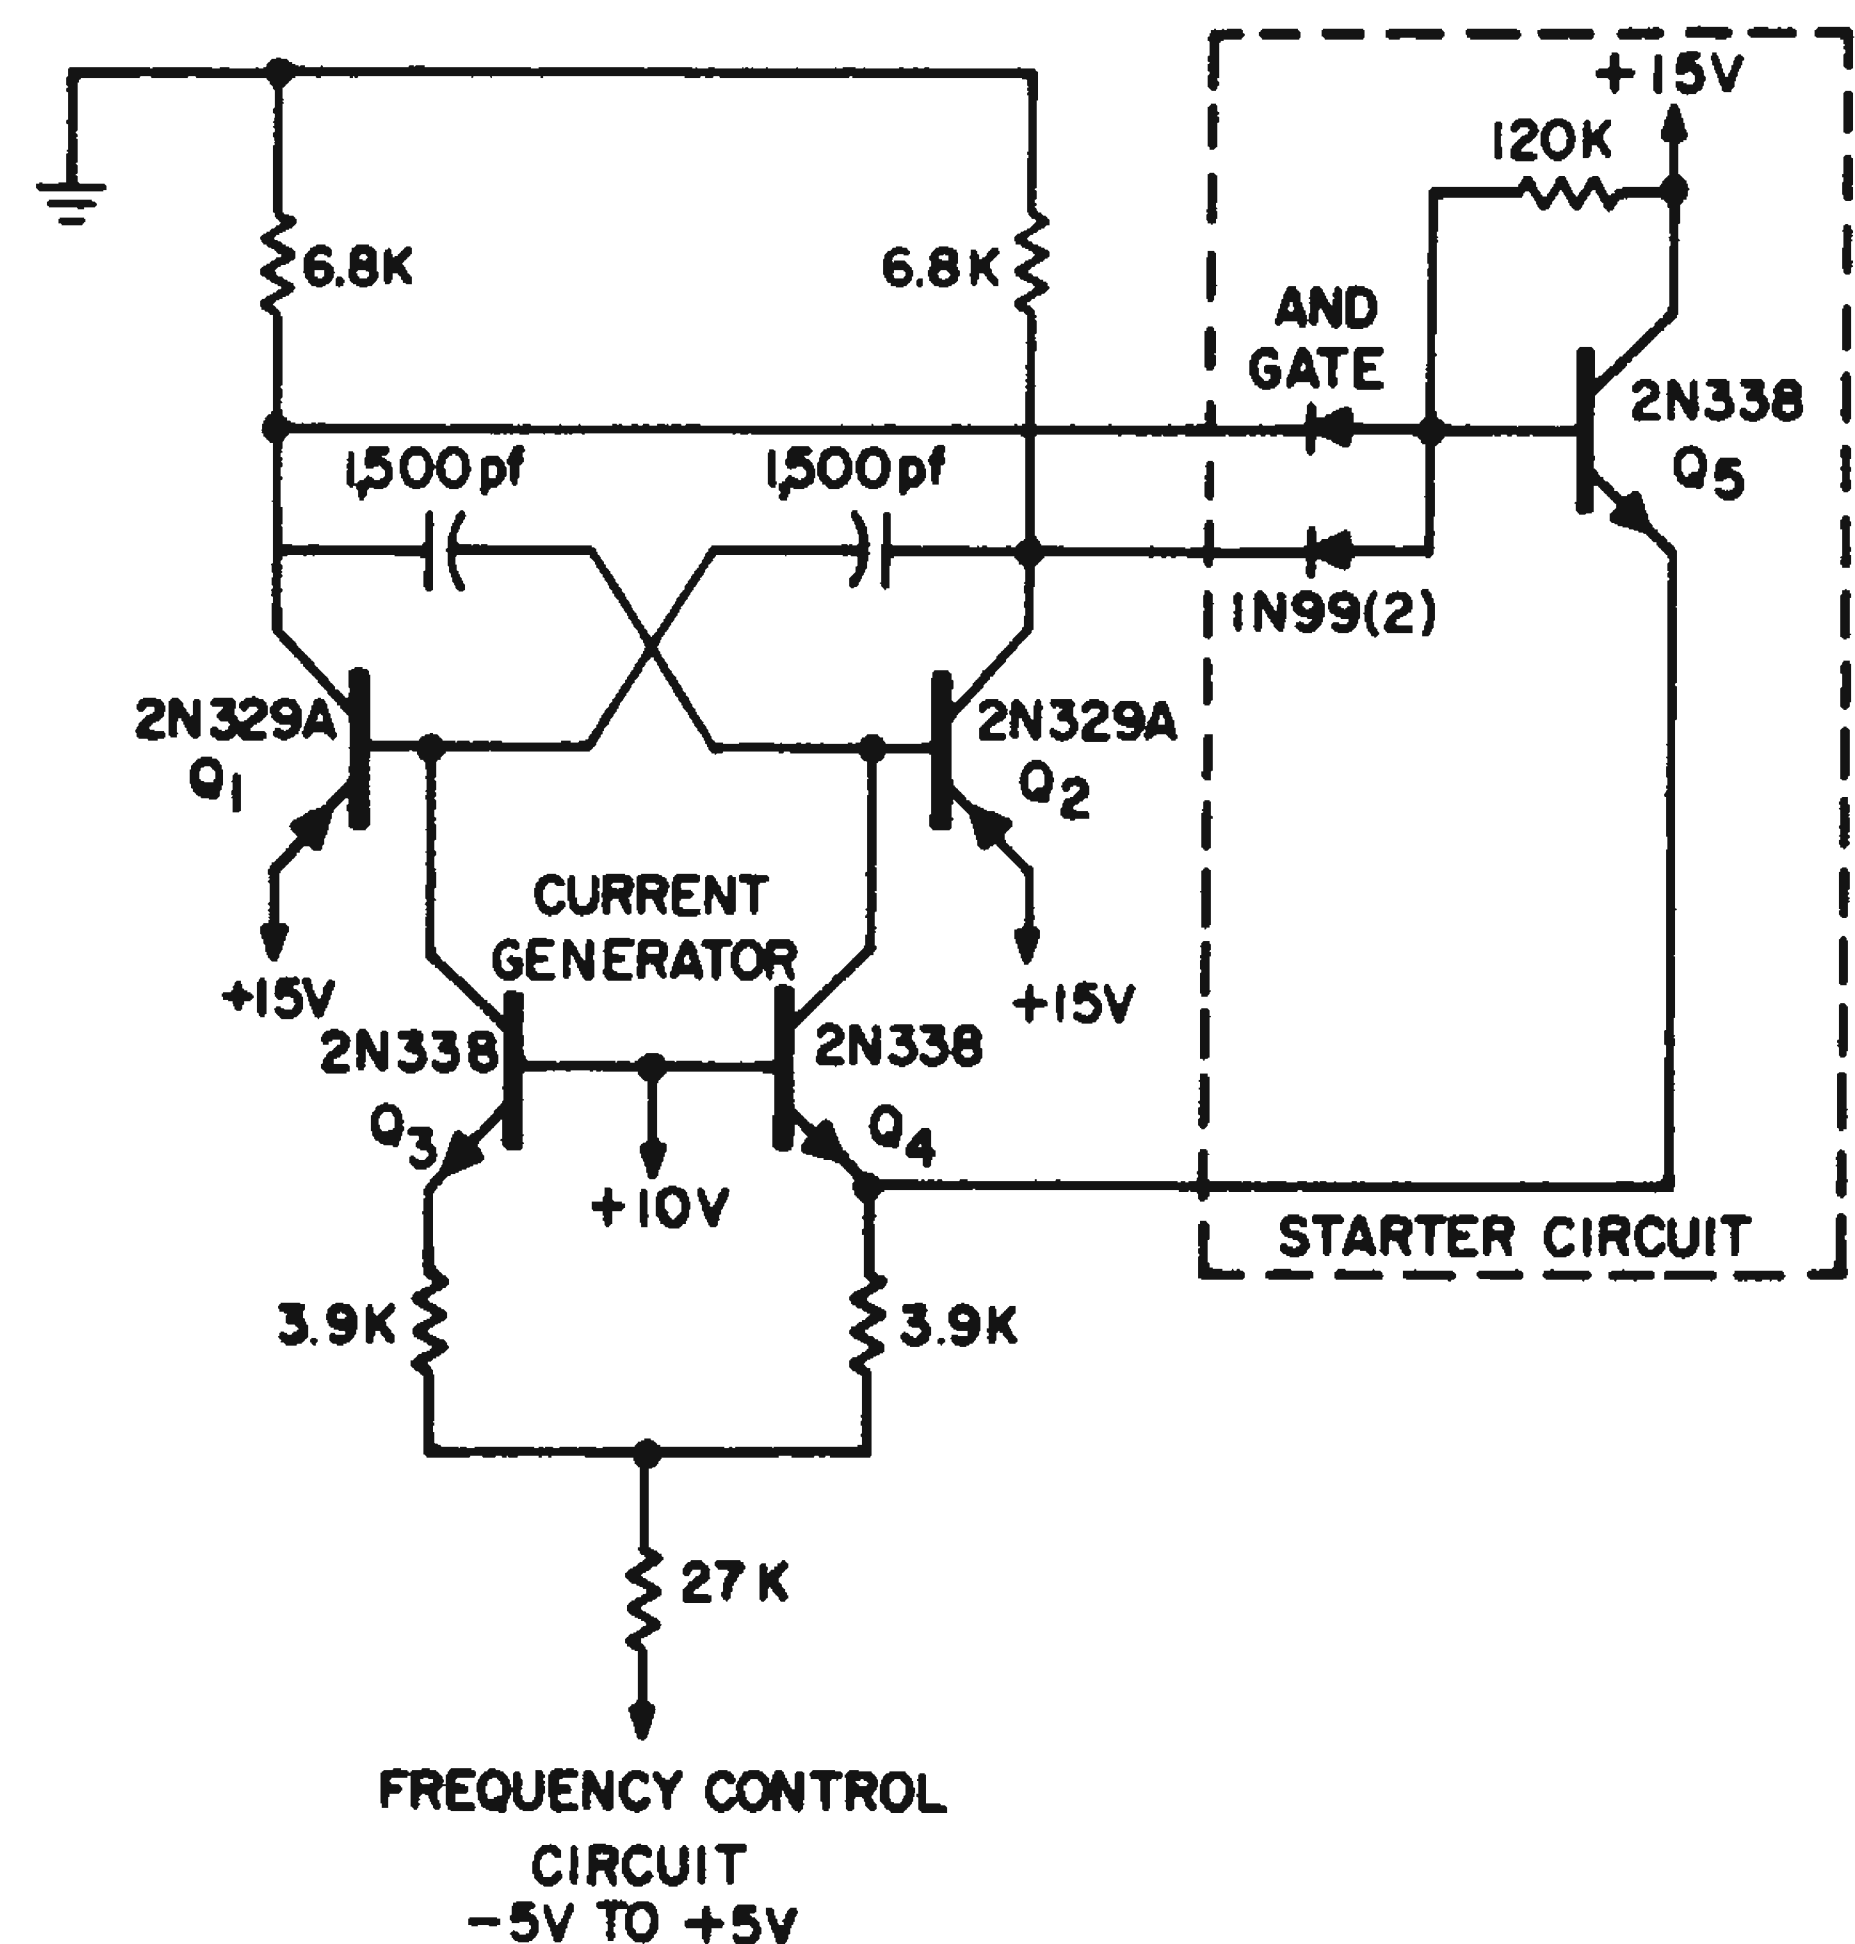 +15V
120K
6.8K
6.8K
AND
GATE
2N338
Q5
1,500pf
1,500pf
1N99(2)
2N329A
Q1
2N329A
Q2
CURRENT
GENERATOR
+15V
+15V
2N338
Q3
2N338
Q4
+10V
STARTER CIRCUIT
3.9K
3.9K
27K
FREQUENCY CONTROL
CIRCUIT
-5V TO +5V